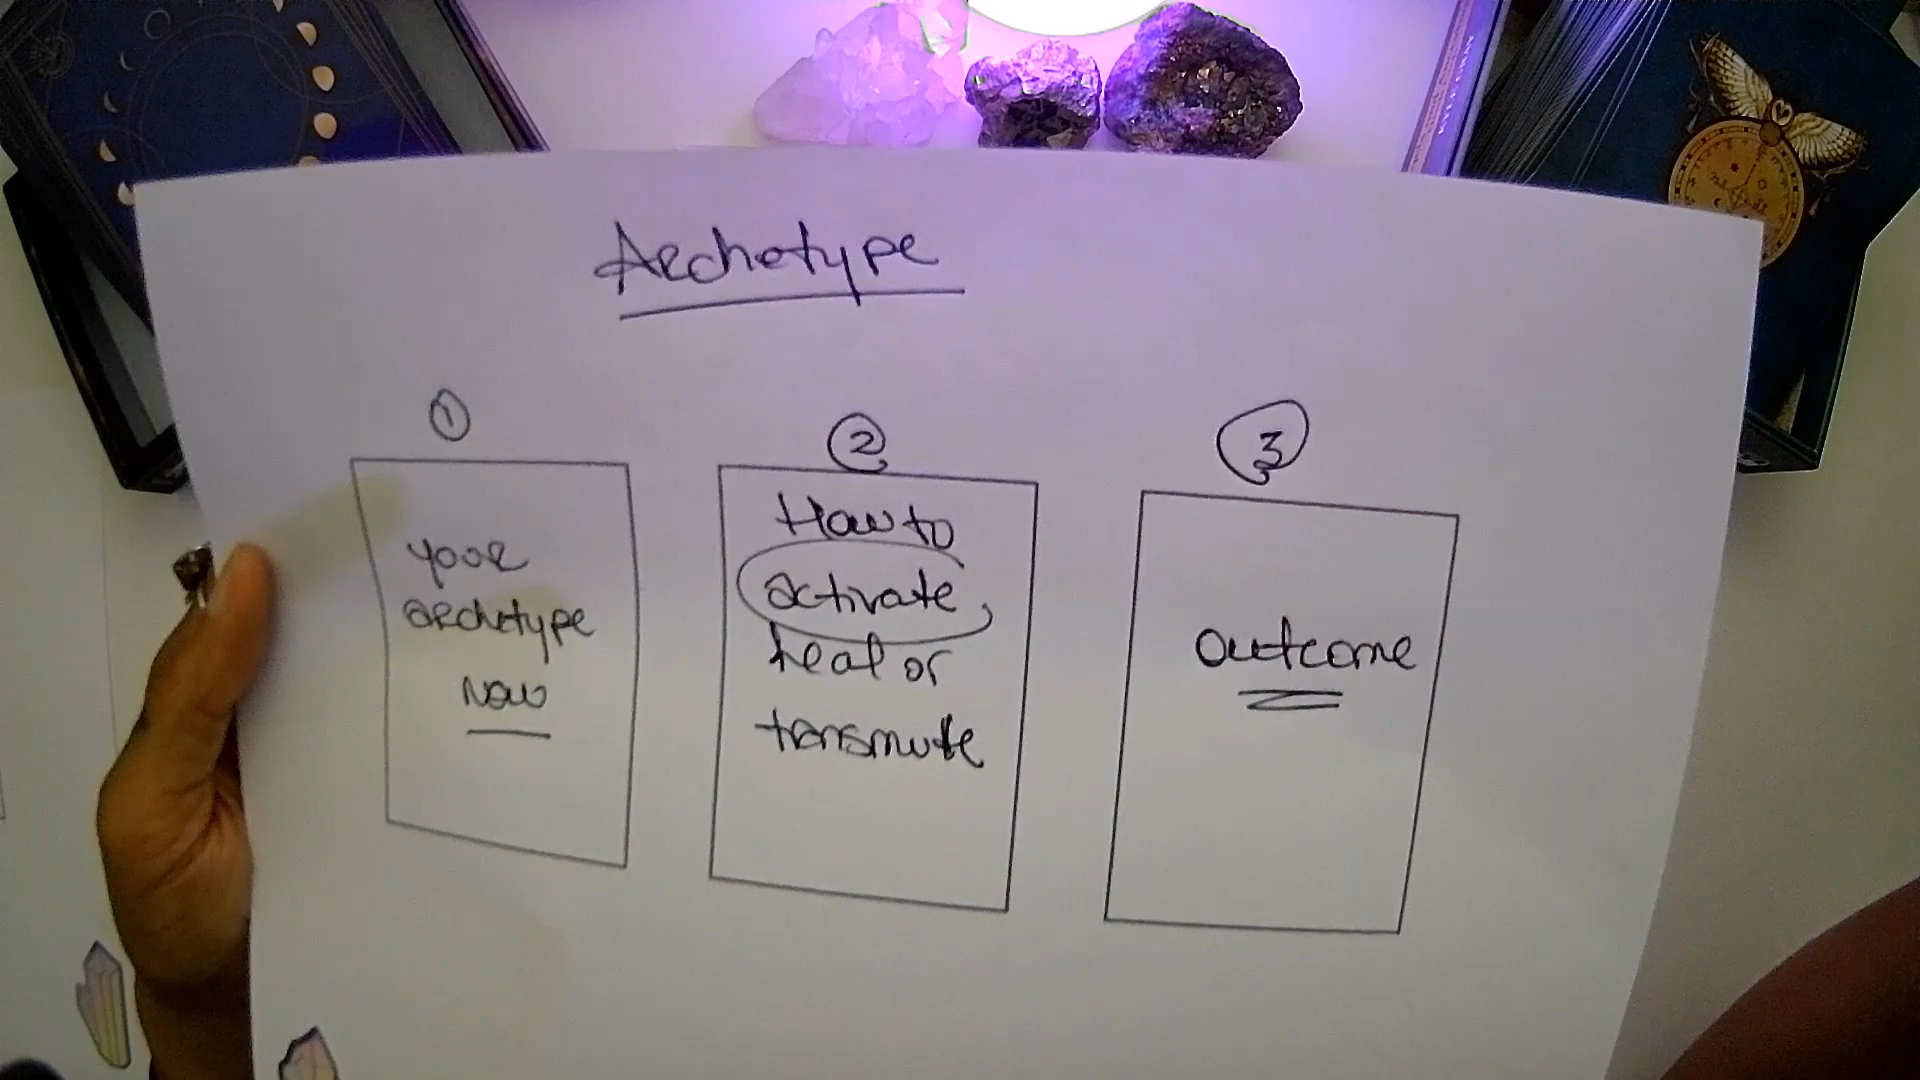 Archetype
1
your
archetype
Now
2
How to
activate,
heal or
transmute
3
outcome